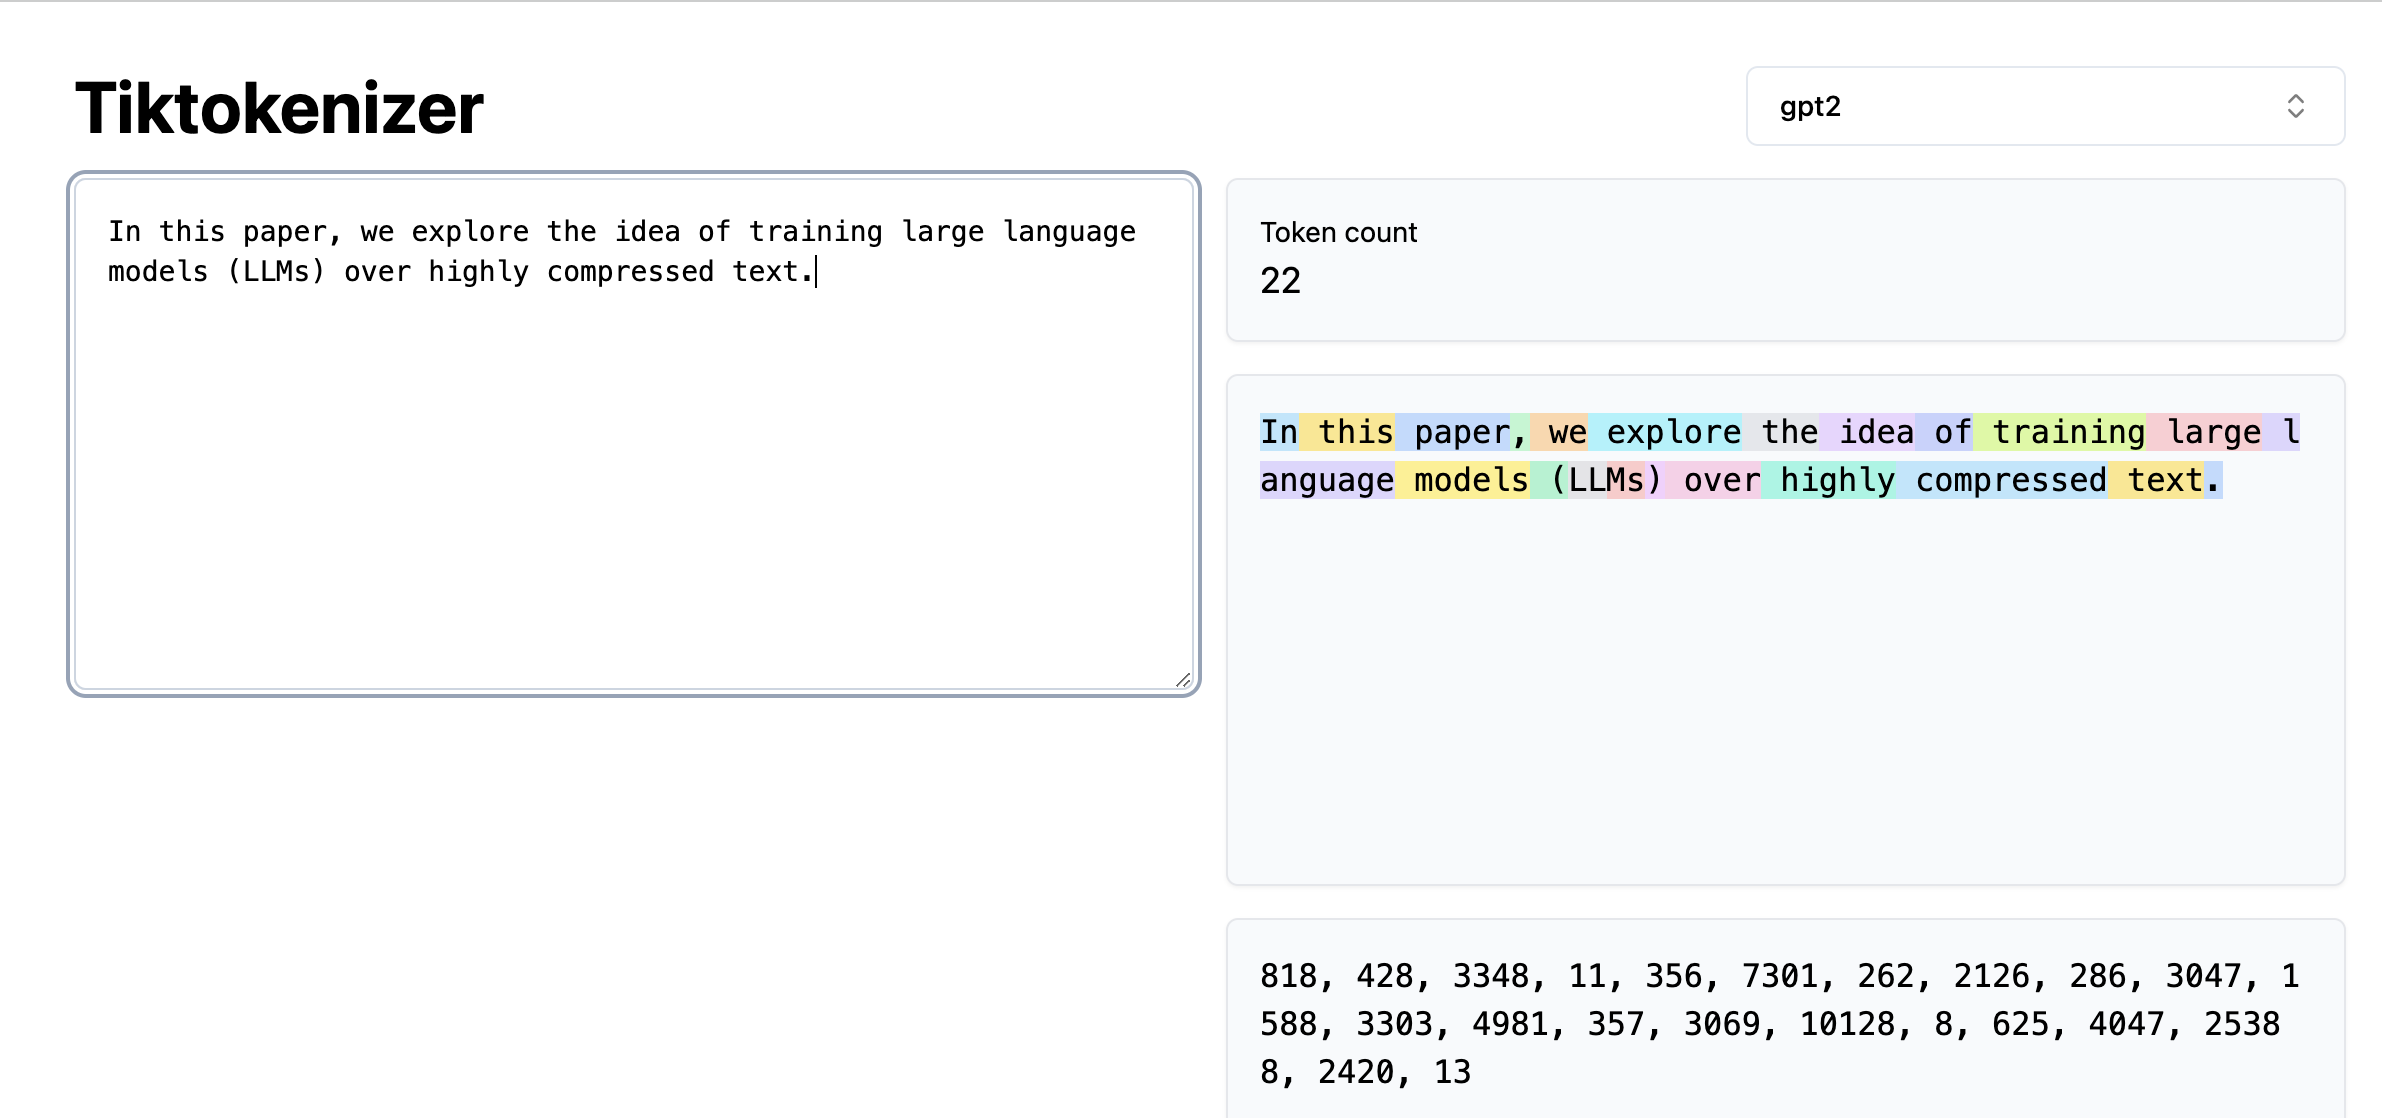 Tiktokenizer
gpt2
In this paper, we explore the idea of training large language
models (LLMs) over highly compressed text.
Token count
22
In this paper, we explore the idea of training large l
anguage models (LLMs) over highly compressed text.
818, 428, 3348, 11, 356, 7301, 262, 2126, 286, 3047, 1
588, 3303, 4981, 357, 3069, 10128, 8, 625, 4047, 2538
8, 2420, 13